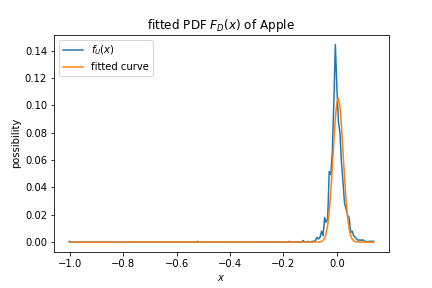 fitted PDF F_D(x) of Apple
f_U(x)
fitted curve
possibility
0.14
0.12
0.10
0.08
0.06
0.04
0.02
0.00
−1.0 −0.8 −0.6 −0.4 −0.2 0.0
x